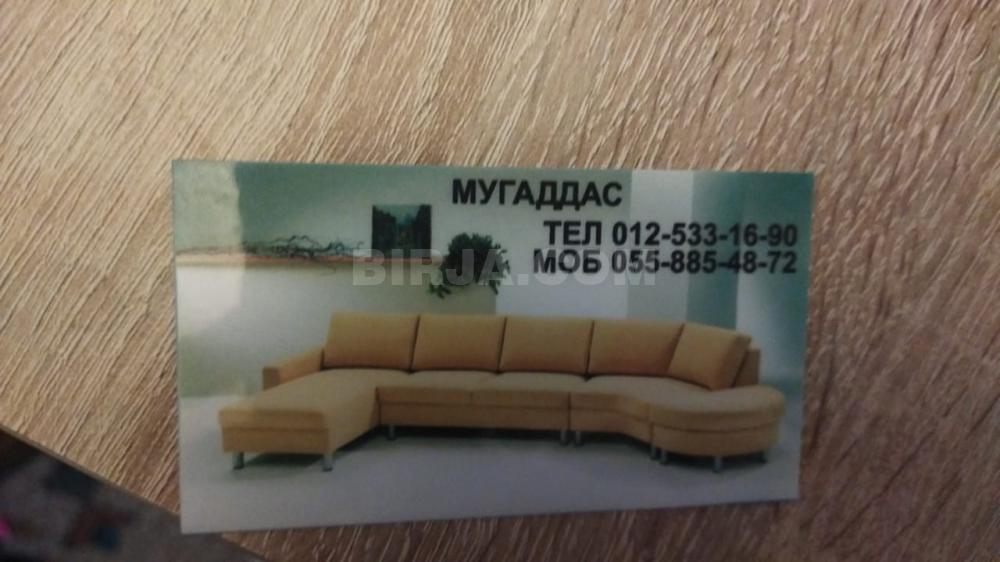 МУГАДДАС
ТЕЛ 012-533-16-90
МОБ 055-885-48-72
BIRJA.COM